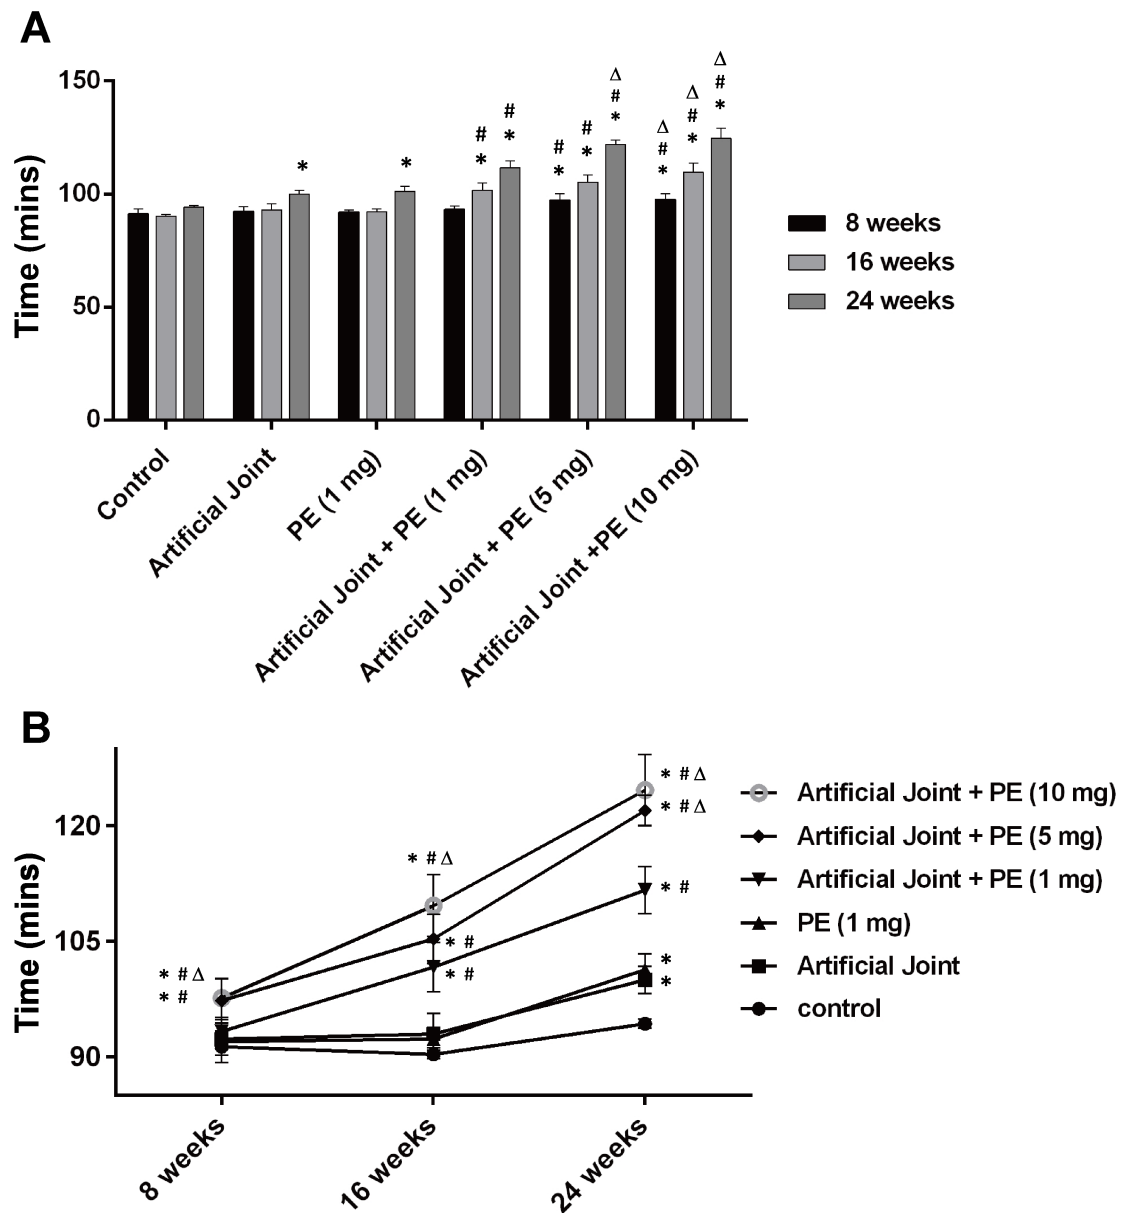 A
Time (mins)
150
100
50
0
*
*
#
*
#
*
#
*
#
*
Δ
#
*
Δ
#
*
Δ
#
*
Δ
#
*
8 weeks
16 weeks
24 weeks
Control
Artificial Joint
PE (1 mg)
Artificial Joint + PE (1 mg)
Artificial Joint + PE (5 mg)
Artificial Joint +PE (10 mg)
B
Time (mins)
120
105
90
* # Δ
* #
* # Δ
* #
* #
* # Δ
* # Δ
* #
*
*
Artificial Joint + PE (10 mg)
Artificial Joint + PE (5 mg)
Artificial Joint + PE (1 mg)
PE (1 mg)
Artificial Joint
control
8 weeks
16 weeks
24 weeks